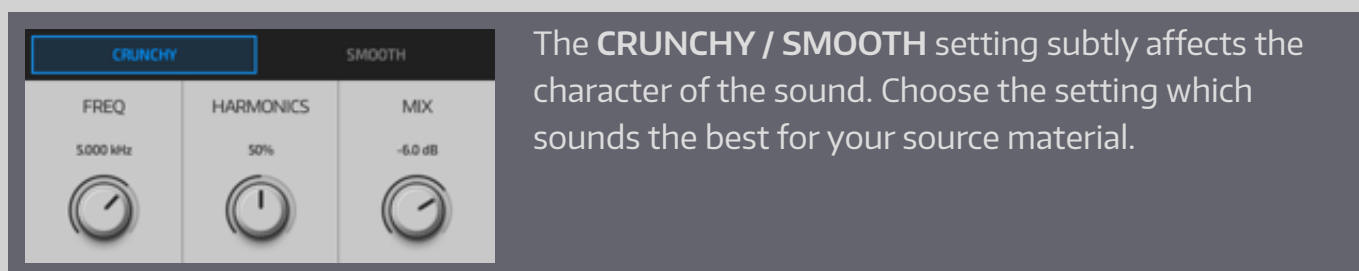 CRUNCHY SMOOTH
FREQ HARMONICS MIX
5.000 kHz 50% -6.0 dB
The CRUNCHY / SMOOTH setting subtly affects the
character of the sound. Choose the setting which
sounds the best for your source material.